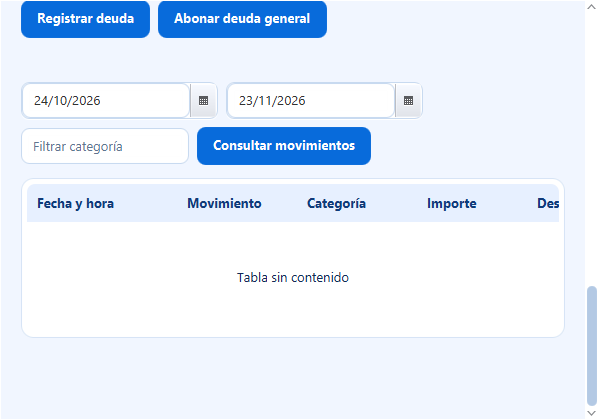 Registrar deuda Abonar deuda general
24/10/2026 23/11/2026
Filtrar categoría Consultar movimientos
Fecha y hora Movimiento Categoría Importe Des
Tabla sin contenido